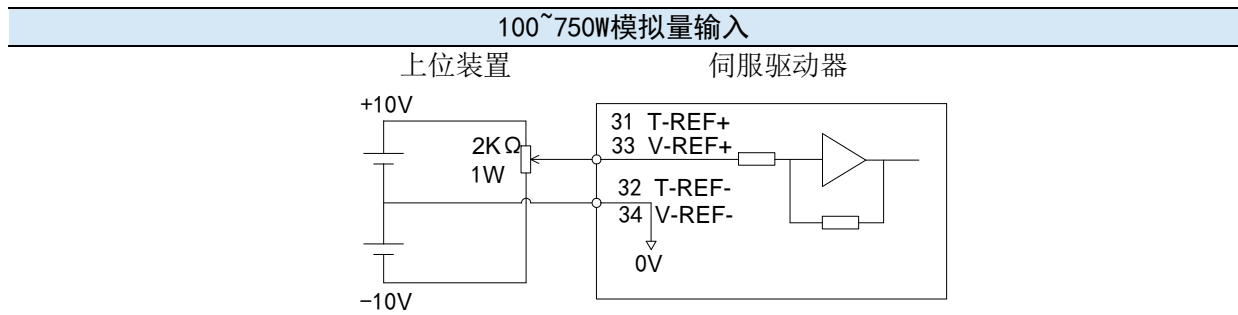 100~750W模拟量输入
上位装置
伺服驱动器
+10V
2KΩ
1W
31 T-REF+
33 V-REF+
32 T-REF-
34 V-REF-
0V
-10V